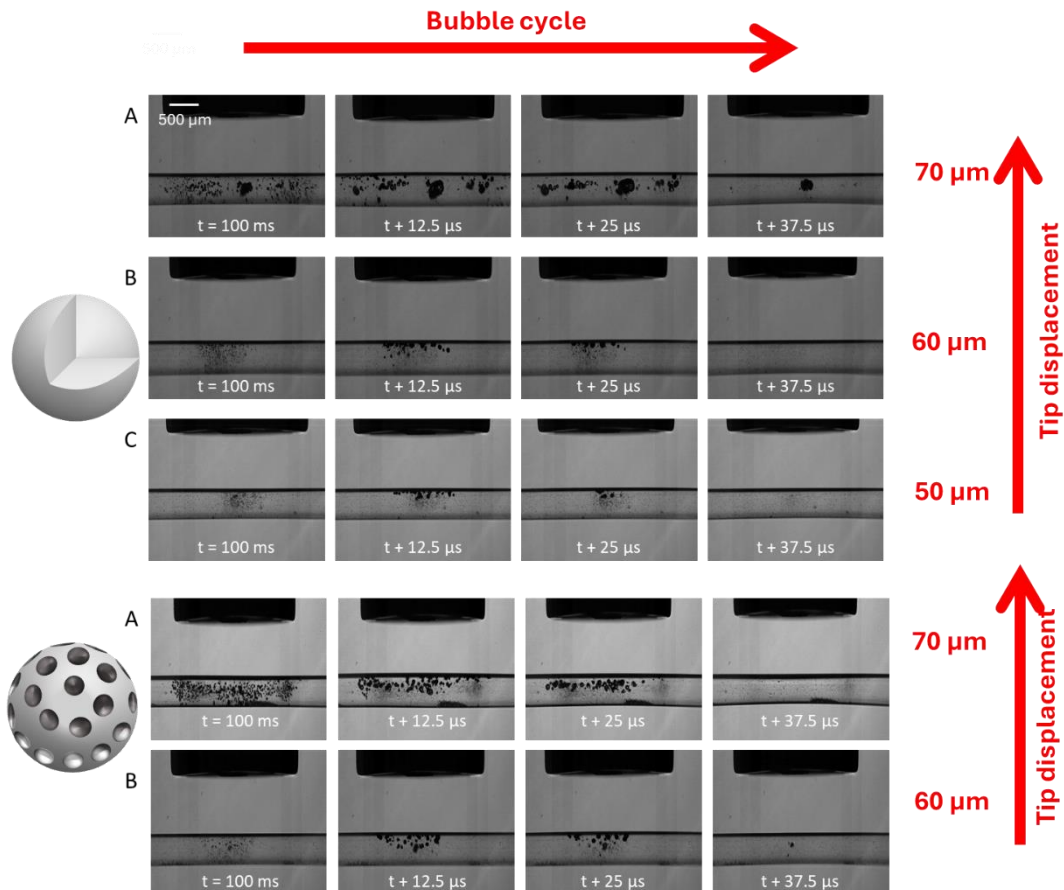 Bubble cycle
A
500 µm
t = 100 ms
t + 12.5 µs
t + 25 µs
t + 37.5 µs
70 µm
B
t = 100 ms
t + 12.5 µs
t + 25 µs
t + 37.5 µs
60 µm
C
t = 100 ms
t + 12.5 µs
t + 25 µs
t + 37.5 µs
50 µm
Tip displacement
A
t = 100 ms
t + 12.5 µs
t + 25 µs
t + 37.5 µs
70 µm
B
t = 100 ms
t + 12.5 µs
t + 25 µs
t + 37.5 µs
60 µm
Tip displacement